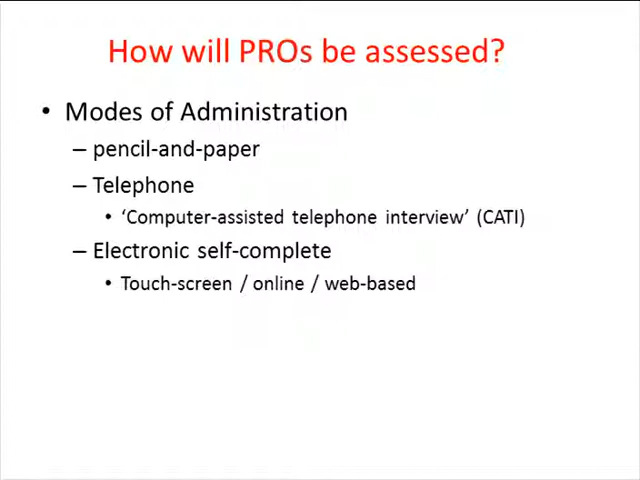 How will PROs be assessed?
• Modes of Administration
– pencil-and-paper
– Telephone
• ‘Computer-assisted telephone interview’ (CATI)
– Electronic self-complete
• Touch-screen / online / web-based